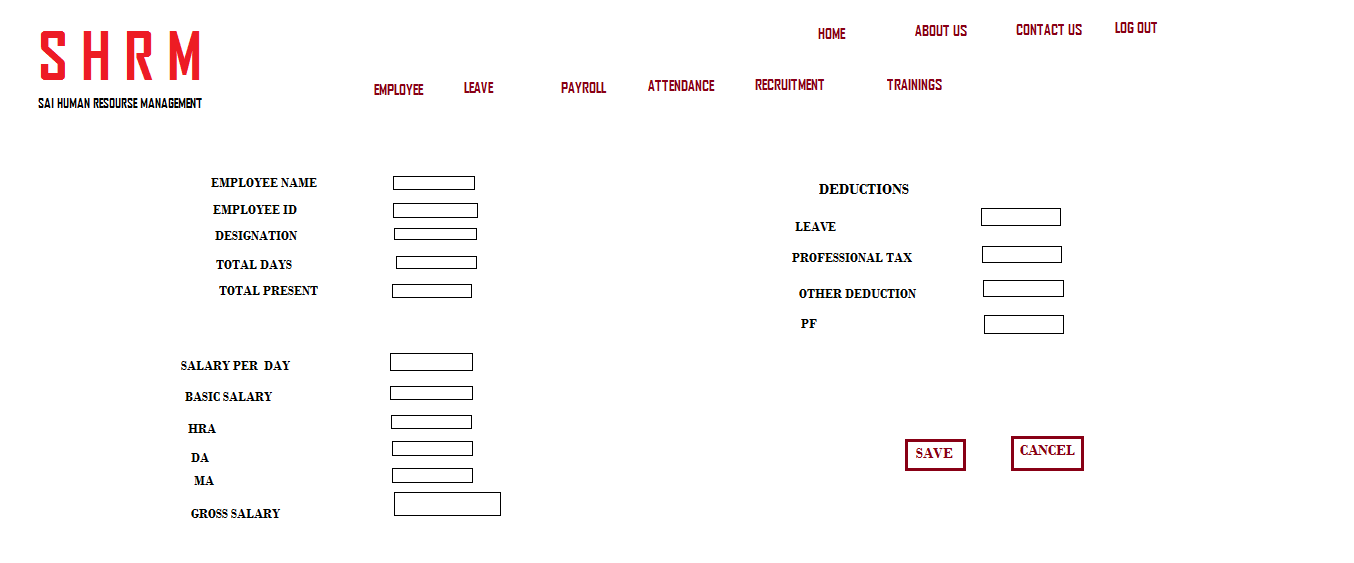 S H R M
SAI HUMAN RESOURSE MANAGEMENT
HOME ABOUT US CONTACT US LOG OUT
EMPLOYEE LEAVE PAYROLL ATTENDANCE RECRUITMENT TRAININGS
EMPLOYEE NAME
EMPLOYEE ID
DESIGNATION
TOTAL DAYS
TOTAL PRESENT
SALARY PER DAY
BASIC SALARY
HRA
DA
MA
GROSS SALARY
DEDUCTIONS
LEAVE
PROFESSIONAL TAX
OTHER DEDUCTION
PF
SAVE CANCEL